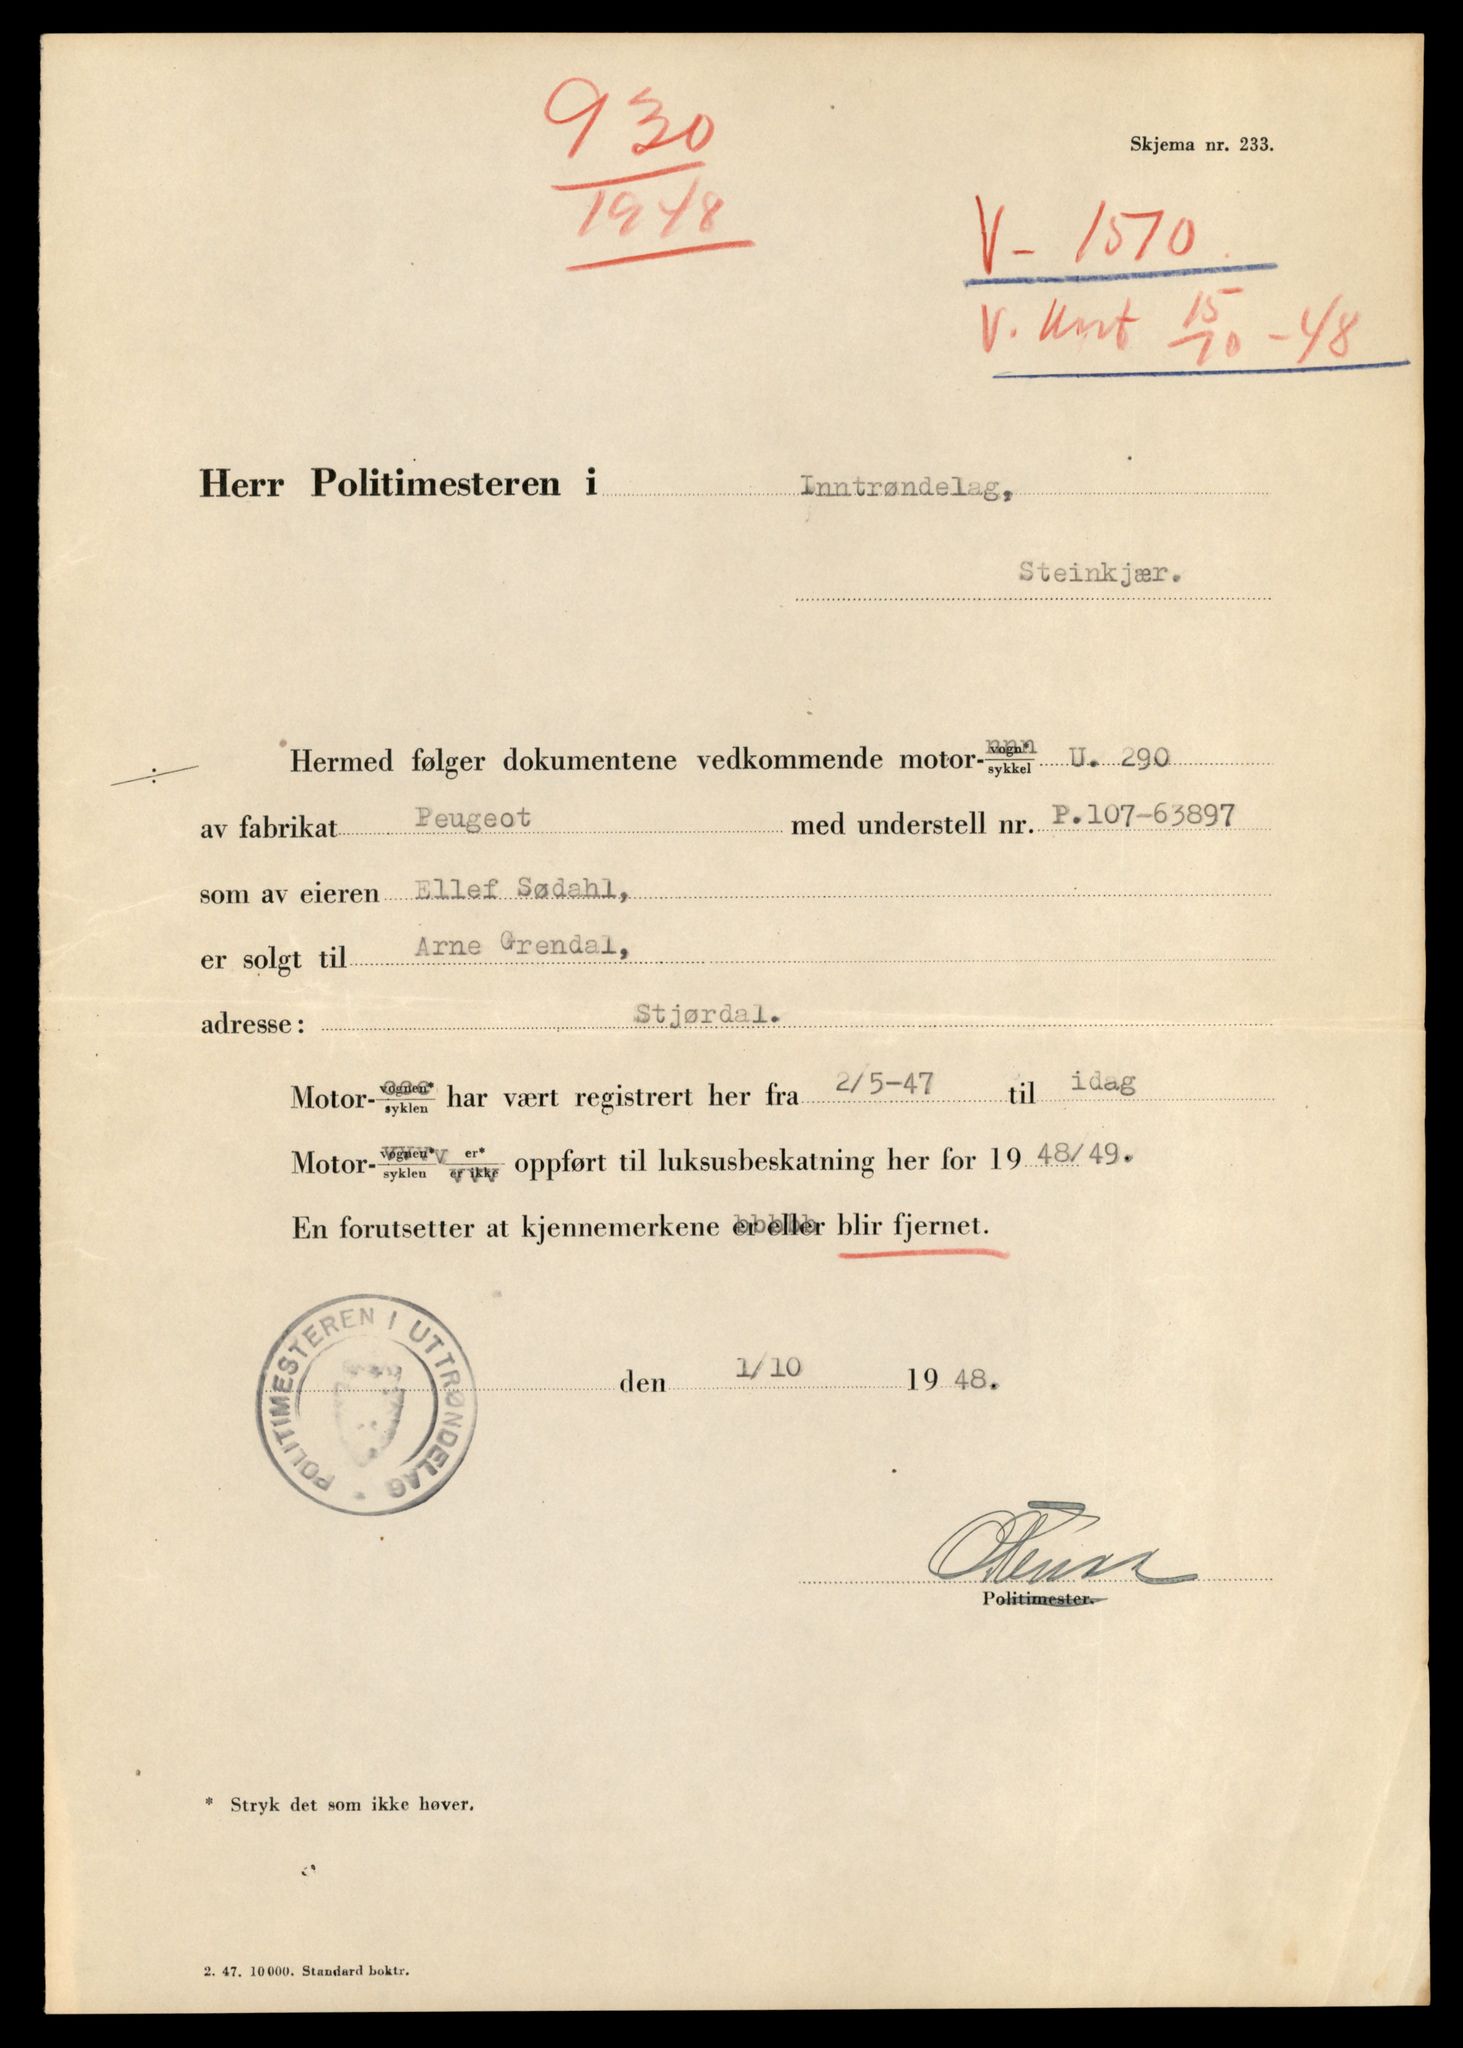 930
1948
Skjema nr. 233.
V- 1570.
V. 15/10 -48
Herr Politimesteren i Inntrøndelag,
Steinkjær.
÷ Hermed følger dokumentene vedkommende motor-vogn*/sykkel U. 290
av fabrikat Peugeot med understell nr. P.107-63897
som av eieren Ellef Sødahl,
er solgt til Arne Grendal,
adresse: Stjørdal.
Motor-vognen*/syklen har vært registrert her fra 2/5-47 til idag
Motor-vognen*/syklen er*/er ikke oppført til luksusbeskatning her for 1948/49.
En forutsetter at kjennemerkene er eller blir fjernet.
POLITIMESTEREN I UTTRØNDELAG
den 1/10 1948.
Politimester.
* Stryk det som ikke høver.
2. 47. 10 000. Standard boktr.